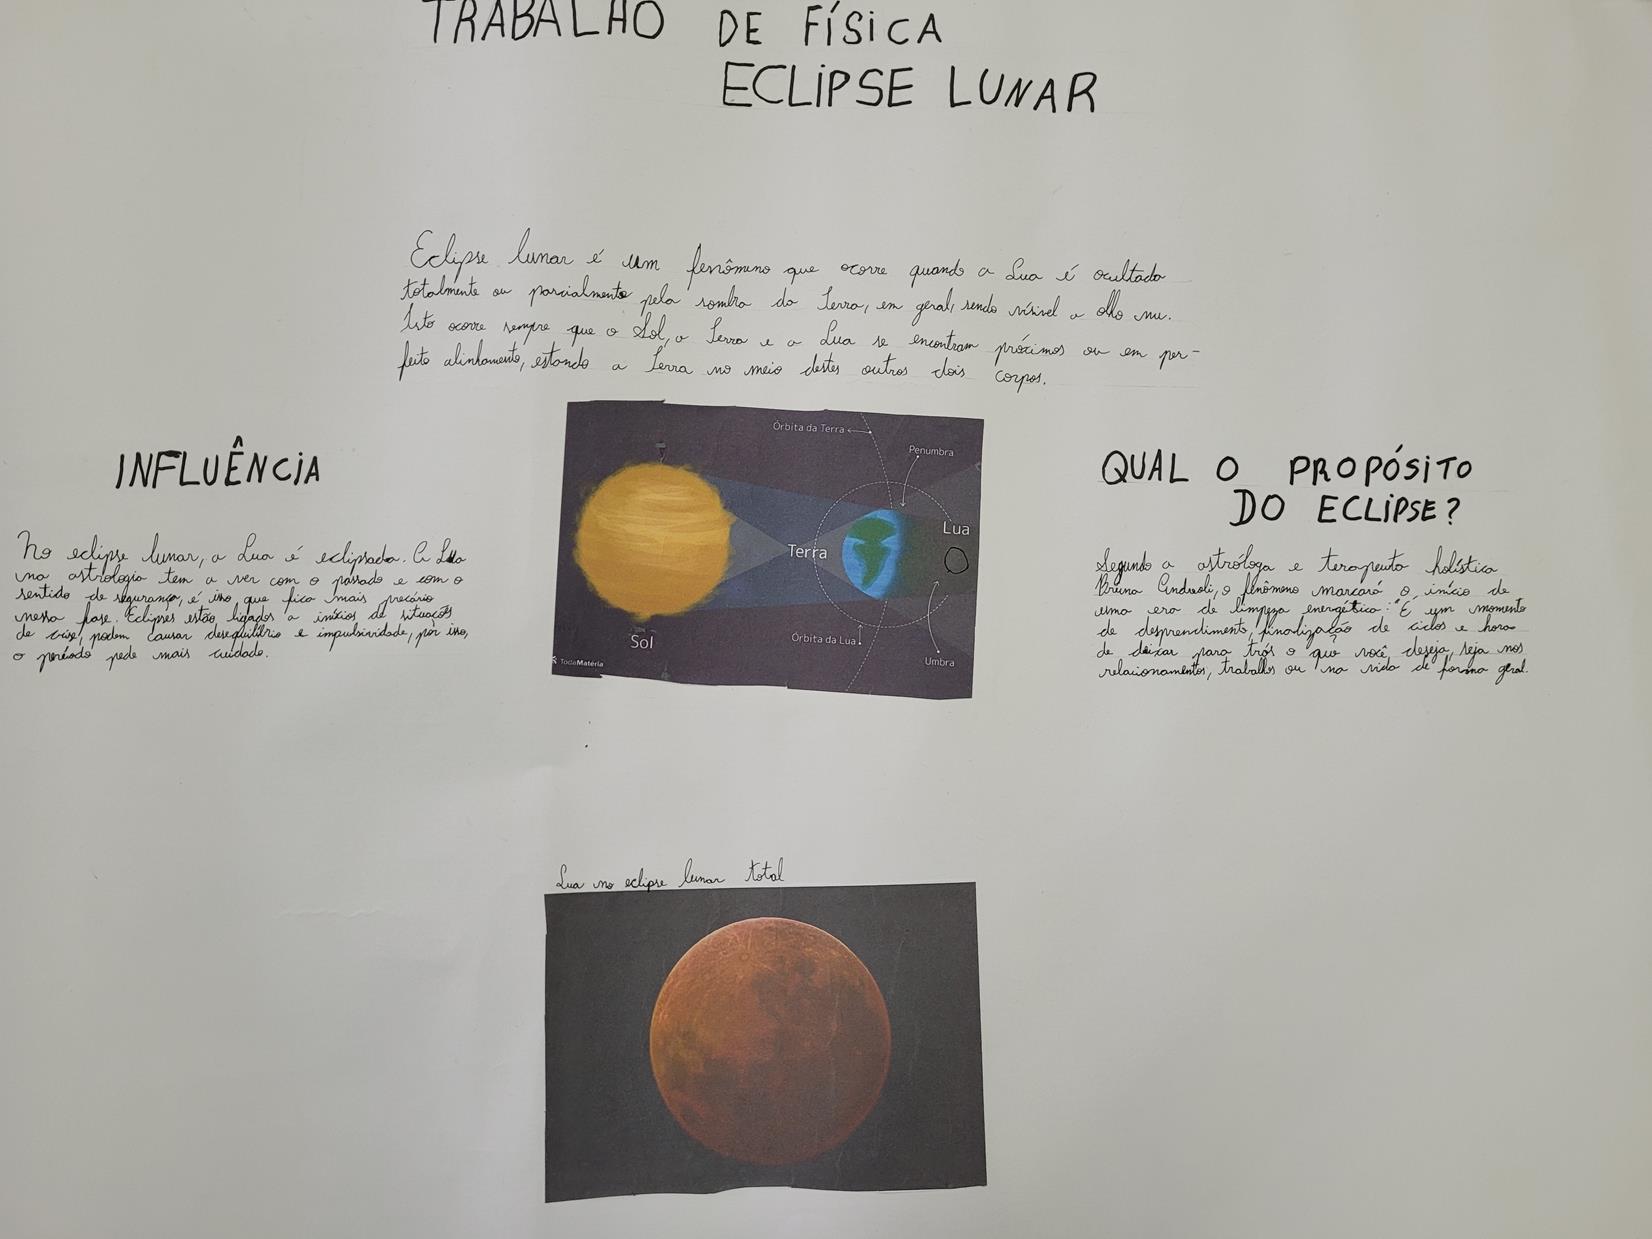 TRABALHO DE FÍSICA
ECLIPSE LUNAR
Eclipse lunar é um fenômeno que ocorre quando a Lua é ocultada
totalmente ou parcialmente pela sombra da Terra, em geral, sendo visível a olho nu.
Isto ocorre sempre que o Sol, a Terra e a Lua se encontram próximos ou em per-
feito alinhamento, estando a Terra no meio destes outros dois corpos.
INFLUÊNCIA
No eclipse lunar, a Lua é eclipsada. A Lua
na astrologia tem a ver com o passado e com o
sentido de segurança, é isso que fica mais precário
nessa fase. Eclipses estão ligados a inícios de situações
de crise, podem causar desequilíbrio e impulsividade, por isso,
o período pede mais cuidado.
Órbita da Terra
Penumbra
Lua
Terra
Órbita da Lua
Umbra
Sol
TodaMatéria
QUAL O PROPÓSITO
DO ECLIPSE?
Segundo a astróloga e terapeuta holística
Bruna, o fenômeno marcará o início de
uma era de limpeza energética: "É um momento
de desprendimento, finalização de ciclos e hora
de deixar para trás o que você deseja, seja nos
relacionamentos, trabalhos ou na vida de forma geral.
Lua no eclipse lunar total